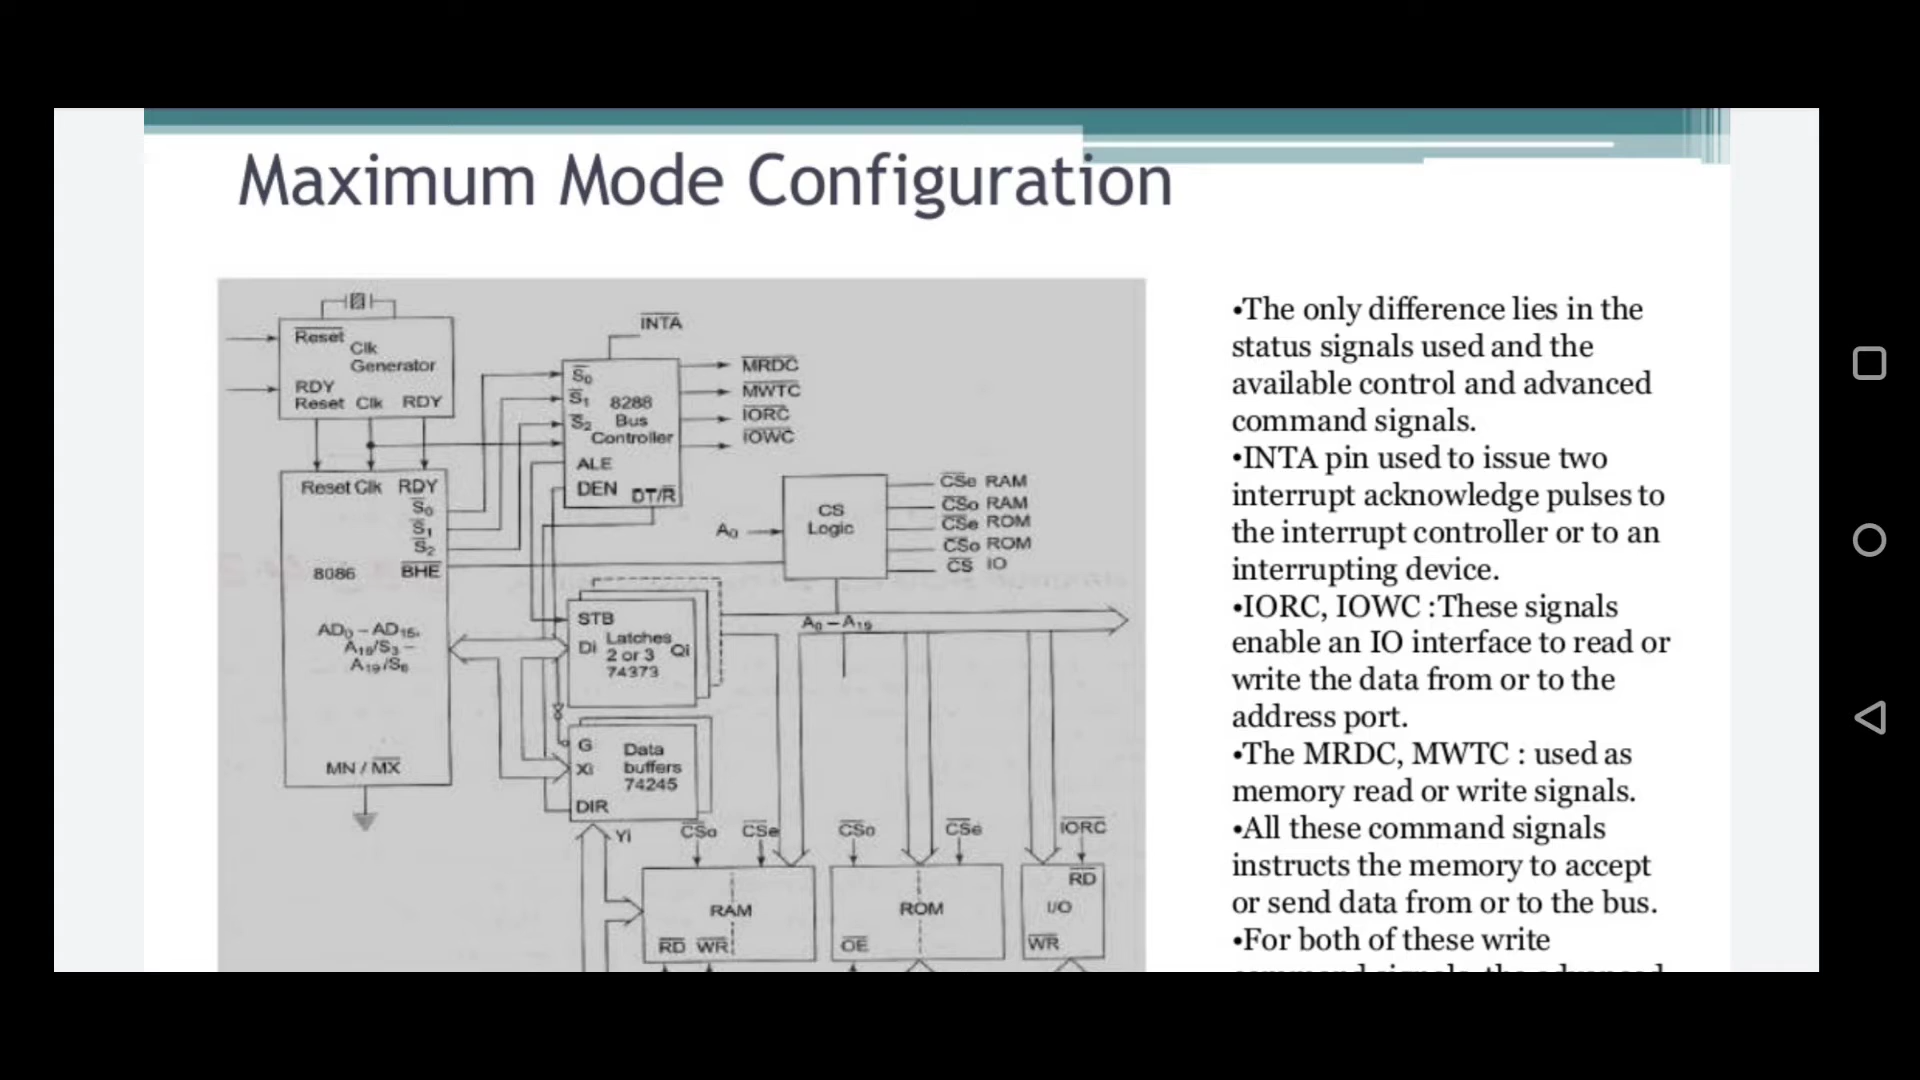 Maximum Mode Configuration
INTA
Reset
Clk
Generator
RDY
Reset Clk RDY
S0
S1
S2
8288
Bus
Controller
ALE
DEN DT/R
MRDC
MWTC
IORC
IOWC
Reset Clk RDY
S0
S1
S2
8086 BHE
AD0 – AD15,
A16/S3 –
A19/S6
MN / MX
A0
CS
Logic
CSe RAM
CSo RAM
CSe ROM
CSo ROM
CS IO
STB
Di Latches Qi
2 or 3
74373
A0 – A19
G Data
Xi buffers
74245
DIR
Yi
CSo CSe CSo CSe IORC
RAM
RD WR
ROM
OE
RD
I/O
WR
•The only difference lies in the
status signals used and the
available control and advanced
command signals.
•INTA pin used to issue two
interrupt acknowledge pulses to
the interrupt controller or to an
interrupting device.
•IORC, IOWC :These signals
enable an IO interface to read or
write the data from or to the
address port.
•The MRDC, MWTC : used as
memory read or write signals.
•All these command signals
instructs the memory to accept
or send data from or to the bus.
•For both of these write